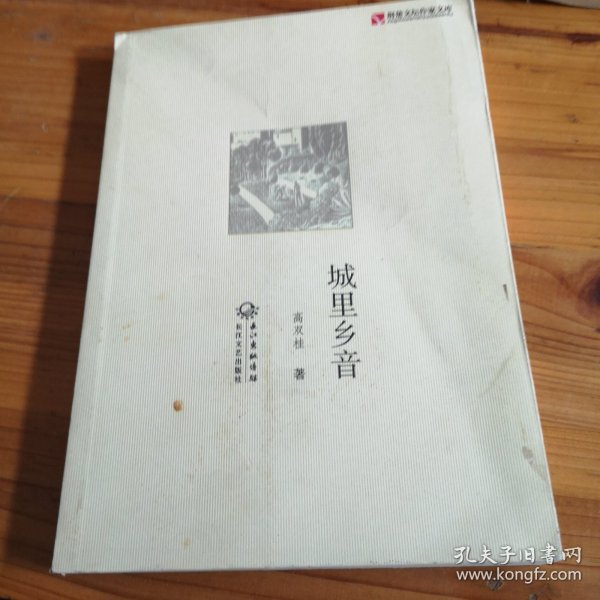 城里乡音
高双桂 著
长江出版传媒
长江文艺出版社
孔夫子旧书网
www.kongfz.com